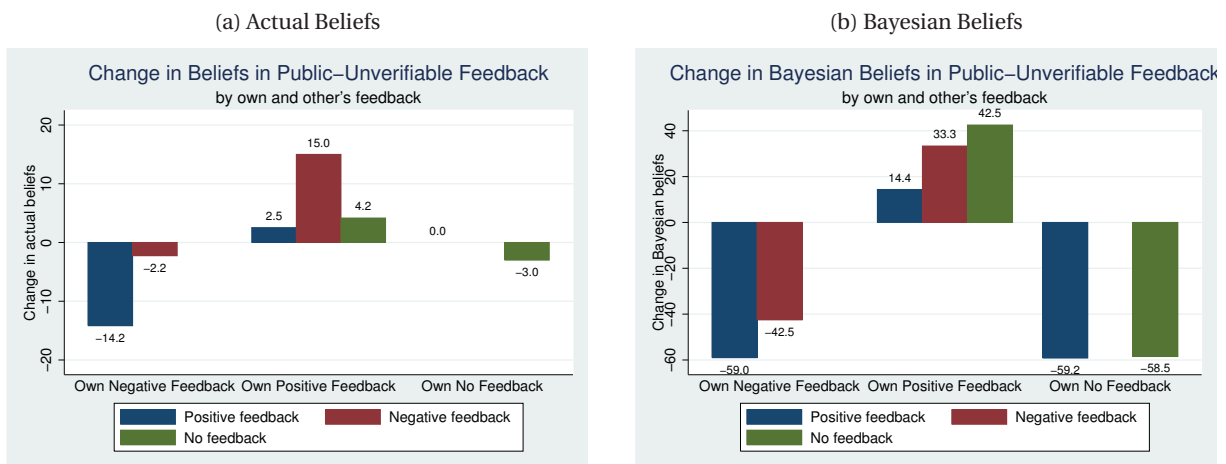 (a) Actual Beliefs
Change in Beliefs in Public−Unverifiable Feedback
by own and other's feedback
Change in actual beliefs
20
10
0
−10
−20
−14.2
−2.2
2.5
15.0
4.2
0.0
−3.0
Own Negative Feedback Own Positive Feedback Own No Feedback
Positive feedback Negative feedback
No feedback
(b) Bayesian Beliefs
Change in Bayesian Beliefs in Public−Unverifiable Feedback
by own and other's feedback
Change in Bayesian beliefs
40
20
0
−20
−40
−60
−59.0
−42.5
14.4
33.3
42.5
−59.2
−58.5
Own Negative Feedback Own Positive Feedback Own No Feedback
Positive feedback Negative feedback
No feedback